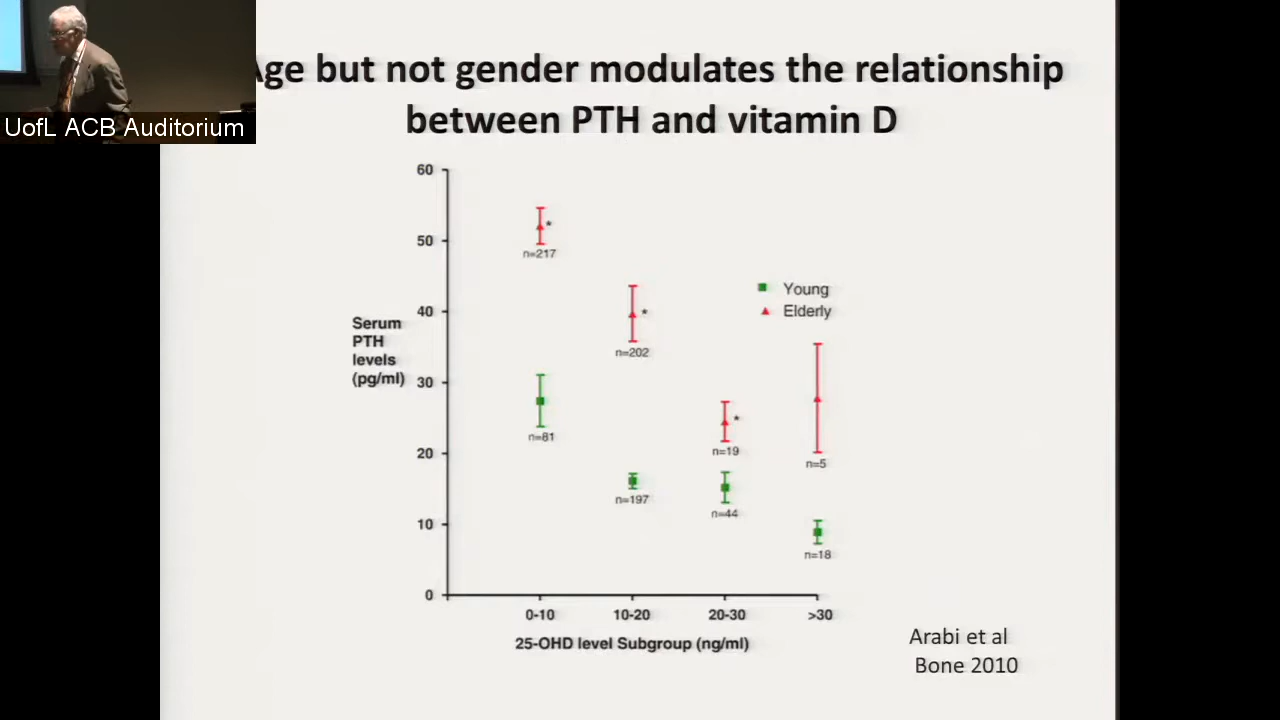 Age but not gender modulates the relationship
between PTH and vitamin D
UofL ACB Auditorium
60
50
40
30
20
10
0
Serum
PTH
levels
(pg/ml)
*
n=217
n=81
*
n=202
n=197
*
n=19
n=44
n=5
n=18
Young
Elderly
0-10
10-20
20-30
>30
25-OHD level Subgroup (ng/ml)
Arabi et al
Bone 2010